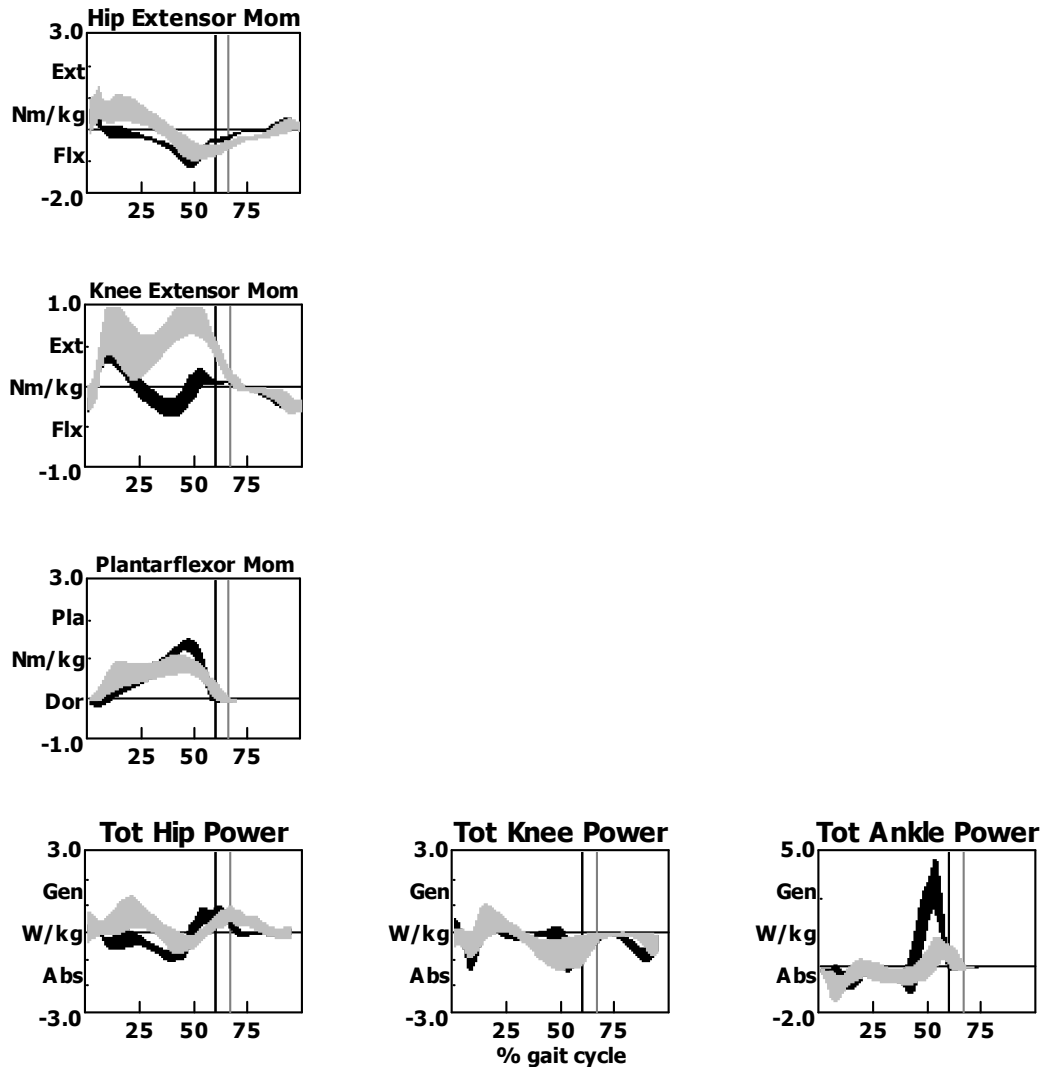 Hip Extensor Mom
3.0
Ext
Nm/kg
Flx
-2.0
25 50 75
Knee Extensor Mom
1.0
Ext
Nm/kg
Flx
-1.0
25 50 75
Plantarflexor Mom
3.0
Pla
Nm/kg
Dor
-1.0
25 50 75
Tot Hip Power
3.0
Gen
W/kg
Abs
-3.0
25 50 75
Tot Knee Power
3.0
Gen
W/kg
Abs
-3.0
25 50 75
% gait cycle
Tot Ankle Power
5.0
Gen
W/kg
Abs
-2.0
25 50 75